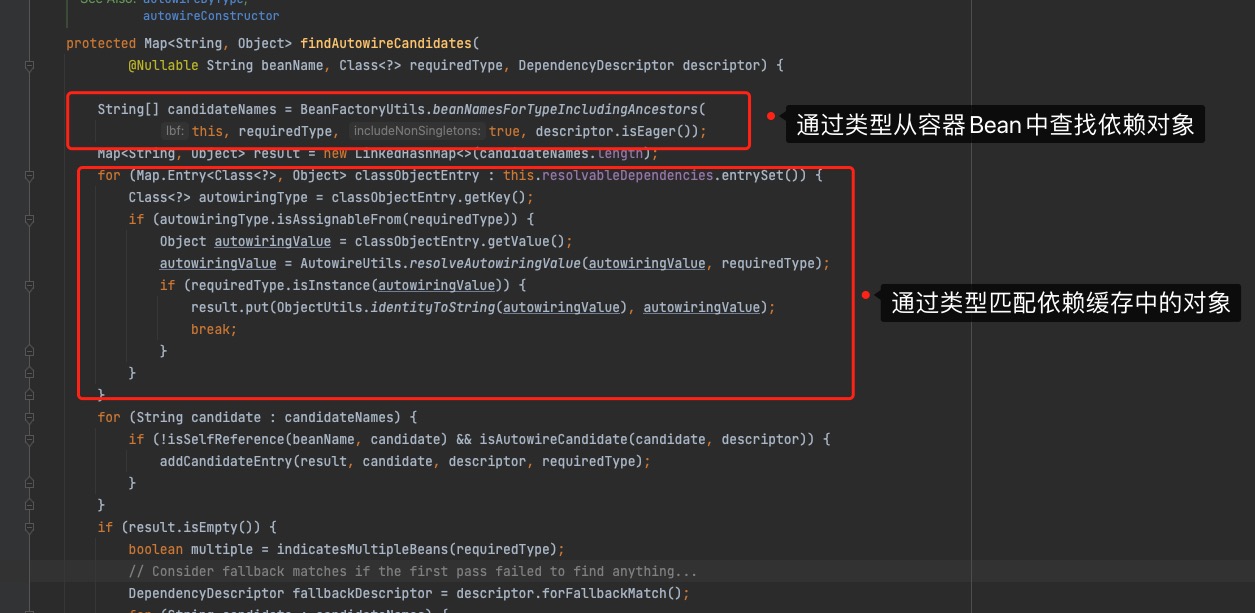 See Also: autowireByType,
autowireConstructor
protected Map<String, Object> findAutowireCandidates(
@Nullable String beanName, Class<?> requiredType, DependencyDescriptor descriptor) {
String[] candidateNames = BeanFactoryUtils.beanNamesForTypeIncludingAncestors(
lbf: this, requiredType, includeNonSingletons: true, descriptor.isEager());
通过类型从容器Bean中查找依赖对象
Map<String, Object> result = new LinkedHashMap<>(candidateNames.length);
for (Map.Entry<Class<?>, Object> classObjectEntry : this.resolvableDependencies.entrySet()) {
Class<?> autowiringType = classObjectEntry.getKey();
if (autowiringType.isAssignableFrom(requiredType)) {
Object autowiringValue = classObjectEntry.getValue();
autowiringValue = AutowireUtils.resolveAutowiringValue(autowiringValue, requiredType);
if (requiredType.isInstance(autowiringValue)) {
result.put(ObjectUtils.identityToString(autowiringValue), autowiringValue);
通过类型匹配依赖缓存中的对象
break;
}
}
}
for (String candidate : candidateNames) {
if (!isSelfReference(beanName, candidate) && isAutowireCandidate(candidate, descriptor)) {
addCandidateEntry(result, candidate, descriptor, requiredType);
}
}
if (result.isEmpty()) {
boolean multiple = indicatesMultipleBeans(requiredType);
// Consider fallback matches if the first pass failed to find anything...
DependencyDescriptor fallbackDescriptor = descriptor.forFallbackMatch();
for (String candidate : candidateNames) {